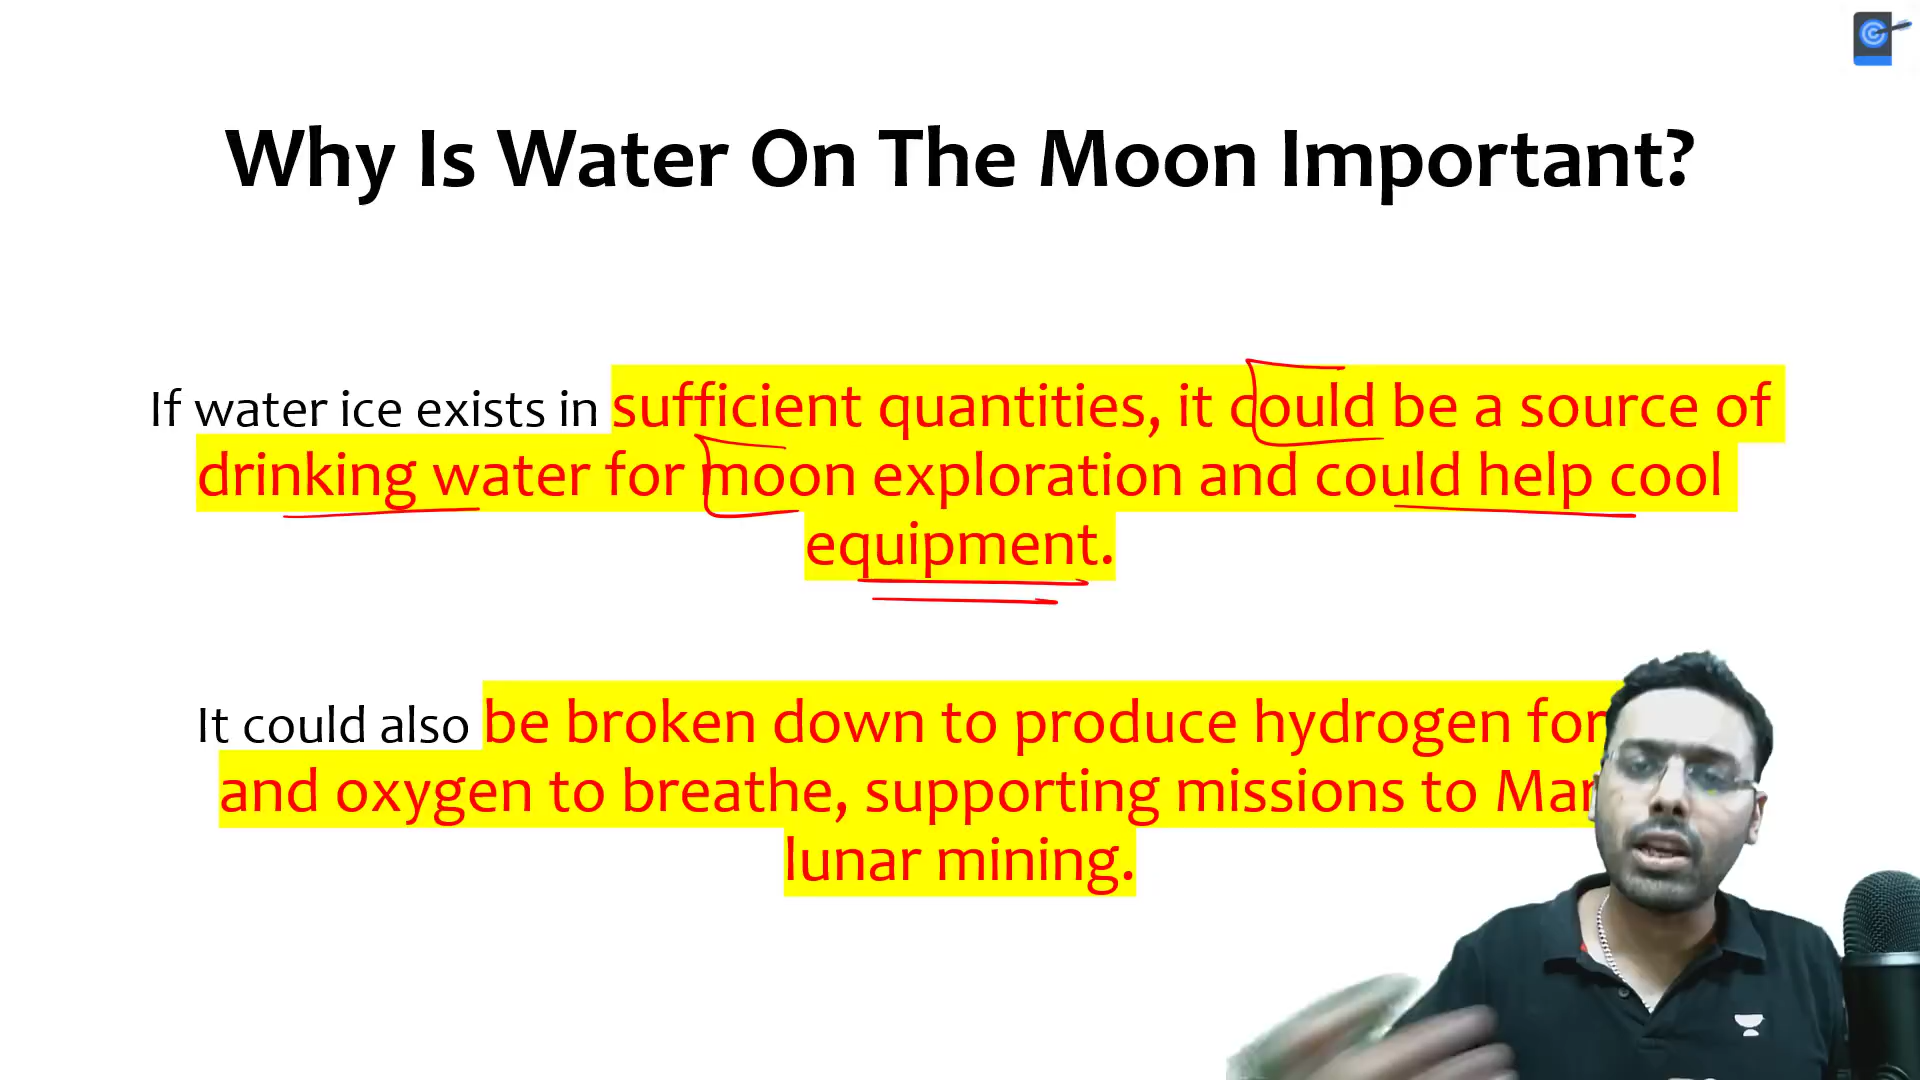 Why Is Water On The Moon Important?
If water ice exists in sufficient quantities, it could be a source of
drinking water for moon exploration and could help cool
equipment.
It could also be broken down to produce hydrogen for
and oxygen to breathe, supporting missions to
lunar mining.